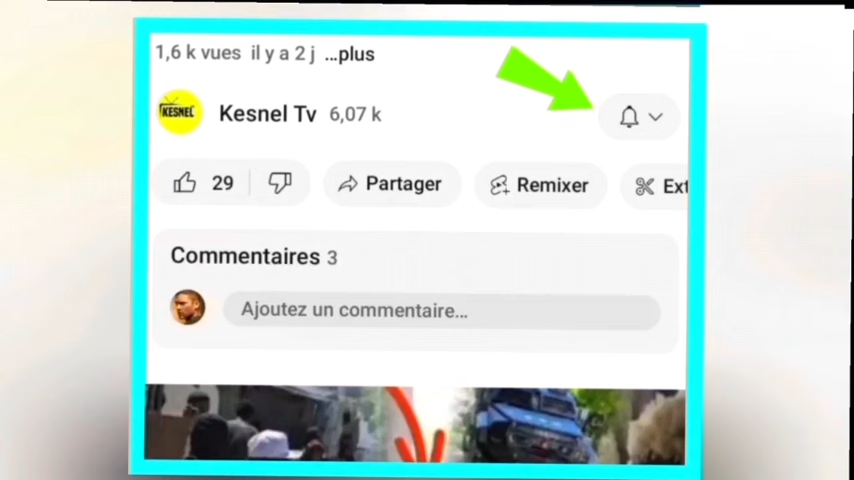 1,6 k vues il y a 2 j ...plus
KESNEL
Kesnel Tv 6,07 k
29 Partager Remixer Ext
Commentaires 3
Ajoutez un commentaire...